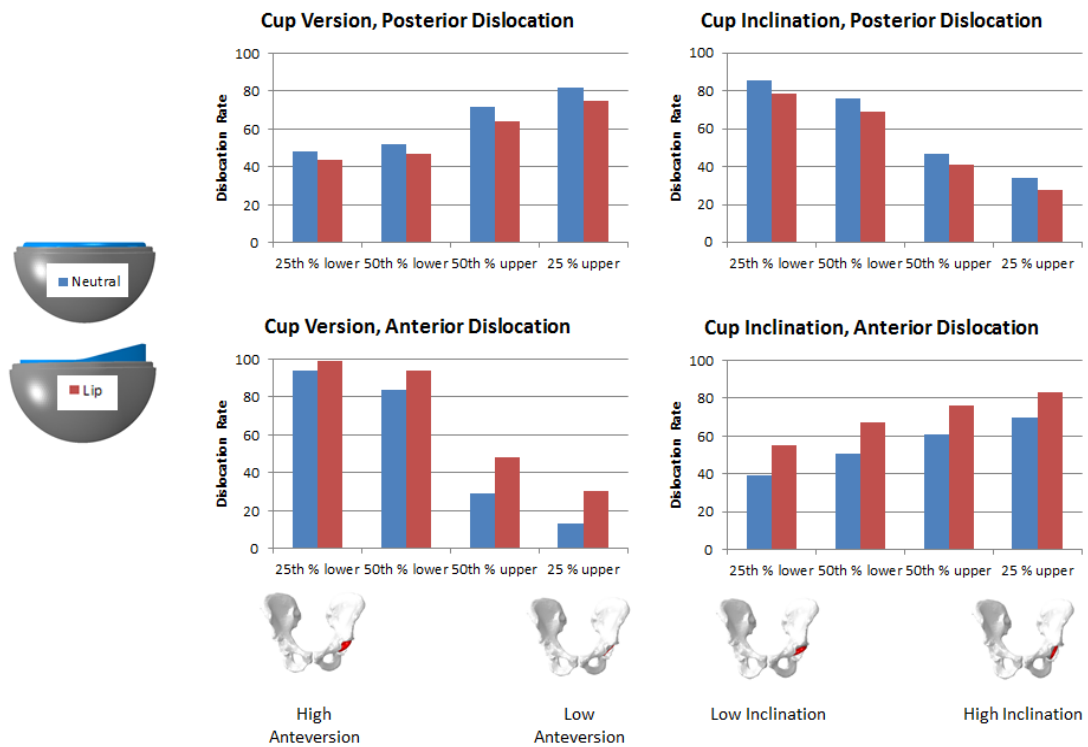 Cup Version, Posterior Dislocation
Dislocation Rate
100
80
60
40
20
0
25th % lower 50th % lower 50th % upper 25 % upper
Cup Inclination, Posterior Dislocation
Dislocation Rate
100
80
60
40
20
0
25th % lower 50th % lower 50th % upper 25 % upper
Neutral
Lip
Cup Version, Anterior Dislocation
Dislocation Rate
100
80
60
40
20
0
25th % lower 50th % lower 50th % upper 25 % upper
Cup Inclination, Anterior Dislocation
Dislocation Rate
100
80
60
40
20
0
25th % lower 50th % lower 50th % upper 25 % upper
High
Anteversion
Low
Anteversion
Low Inclination
High Inclination